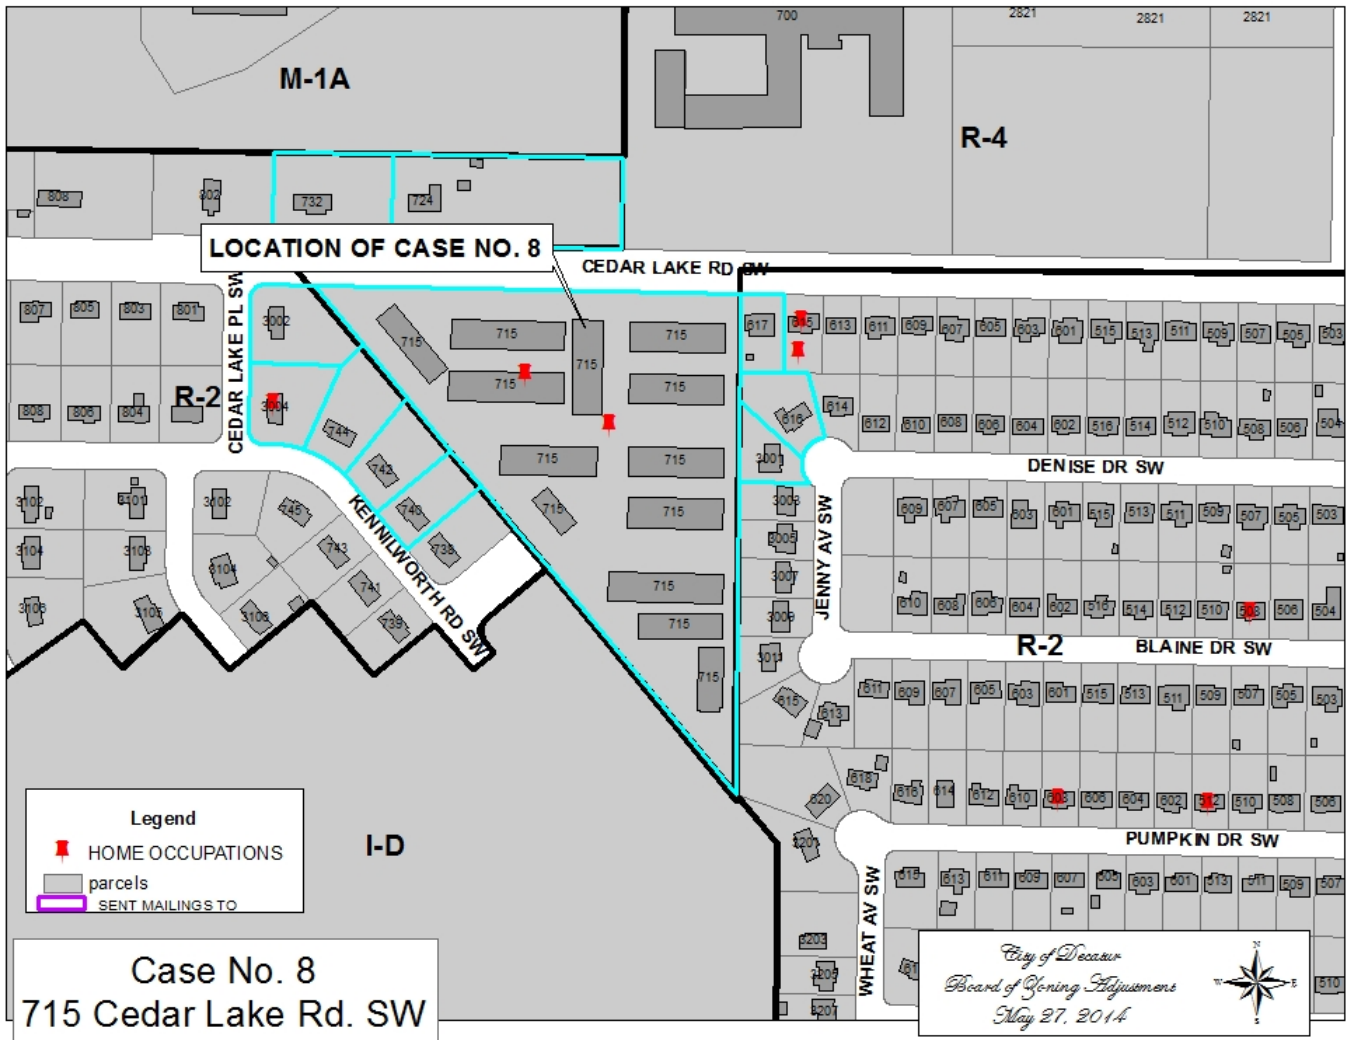 700
2821
2821
2821
M-1A
R-4
808
802
732
724
LOCATION OF CASE NO. 8
CEDAR LAKE RD SW
CEDAR LAKE PL SW
807 805 803 801
3002
715 715 715 715
617 613 611 609 607 605 603 601 515 513 511 509 507 505 503
R-2
808 806 804
3004
715 715
616 614
612 610 608 606 604 602 516 514 512 510 508 506 504
744
742
740
738
715 715
715 715
3001
DENISE DR SW
3102 3101 3102
745
KENNILWORTH RD SW
3003
JENNY AV SW
609 607 605 603 601 515 513 511 509 507 505 503
3104 3103
743
3005
3104
741
715
3007
3106 3105 3106
739
715
3009
610 608 606 604 602 516 514 512 510 508 506 504
3011
R-2
BLAINE DR SW
715
615 613
611 609 607 605 603 601 515 513 511 509 507 505 503
618
620
616 614 612 610 603 606 604 602 512 510 508 506
3201
PUMPKIN DR SW
WHEAT AV SW
615 613 611 609 607 605 603 601 513 511 509 507
3203
3205
3207
510
I-D
Legend
HOME OCCUPATIONS
parcels
SENT MAILINGS TO
Case No. 8
715 Cedar Lake Rd. SW
City of Decatur
Board of Zoning Adjustment
May 27, 2014
N
W E
S